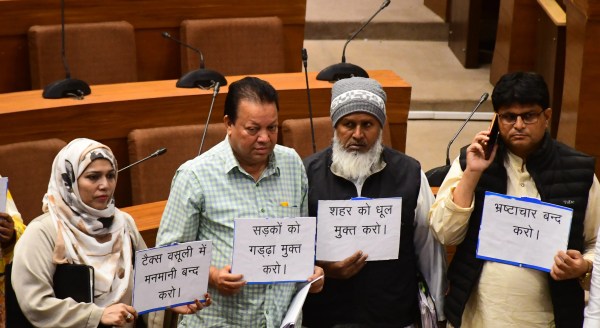 टैक्स वसूली में
मनमानी बन्द
करो।
सड़कों को
गड्ढ़ा मुक्त
करो।
शहर को धूल
मुक्त करो।
भ्रष्टाचार बन्द
करो।